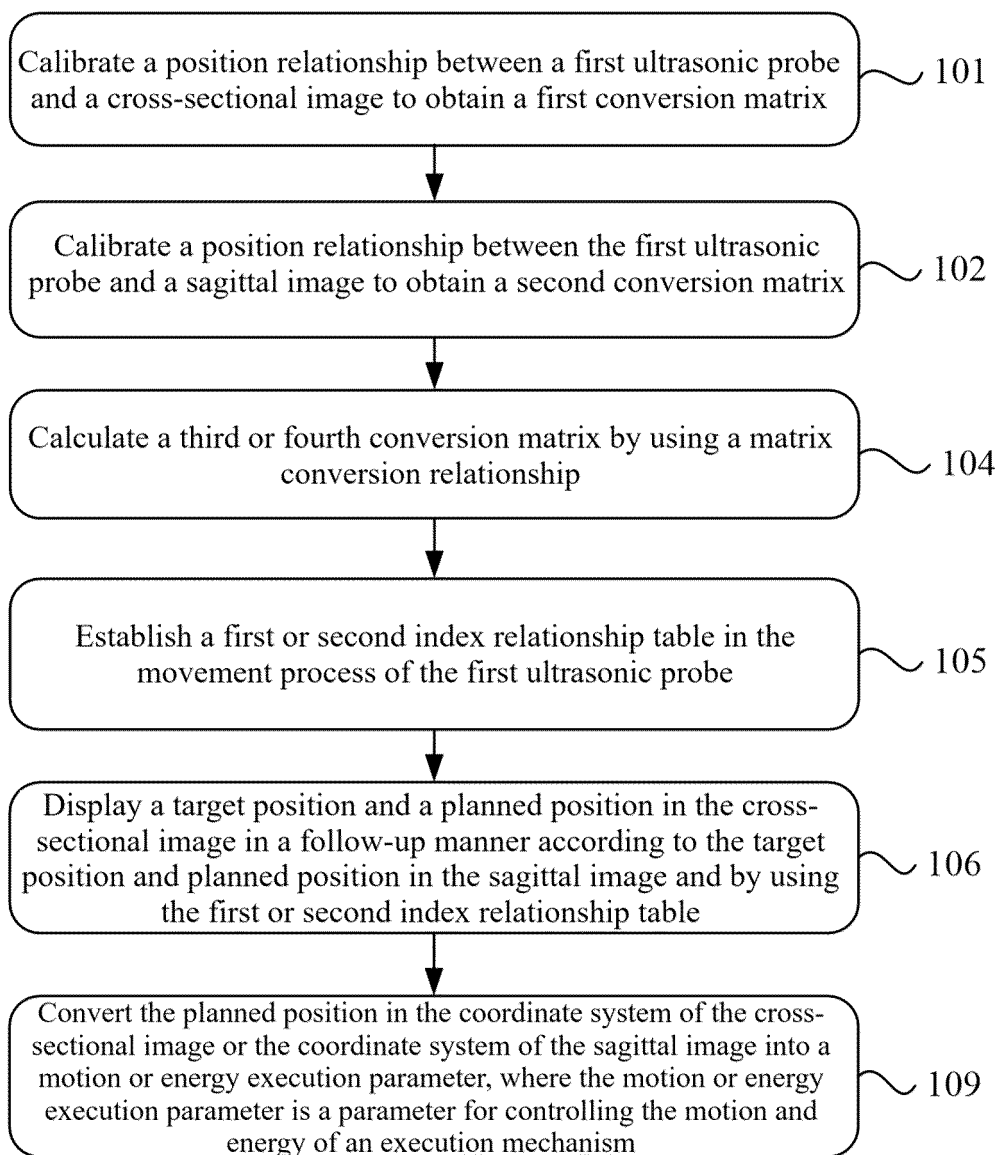 Calibrate a position relationship between a first ultrasonic probe
and a cross-sectional image to obtain a first conversion matrix
101
Calibrate a position relationship between the first ultrasonic
probe and a sagittal image to obtain a second conversion matrix
102
Calculate a third or fourth conversion matrix by using a matrix
conversion relationship
104
Establish a first or second index relationship table in the
movement process of the first ultrasonic probe
105
Display a target position and a planned position in the cross-
sectional image in a follow-up manner according to the target
position and planned position in the sagittal image and by using
the first or second index relationship table
106
Convert the planned position in the coordinate system of the cross-
sectional image or the coordinate system of the sagittal image into a
motion or energy execution parameter, where the motion or energy
execution parameter is a parameter for controlling the motion and
energy of an execution mechanism
109